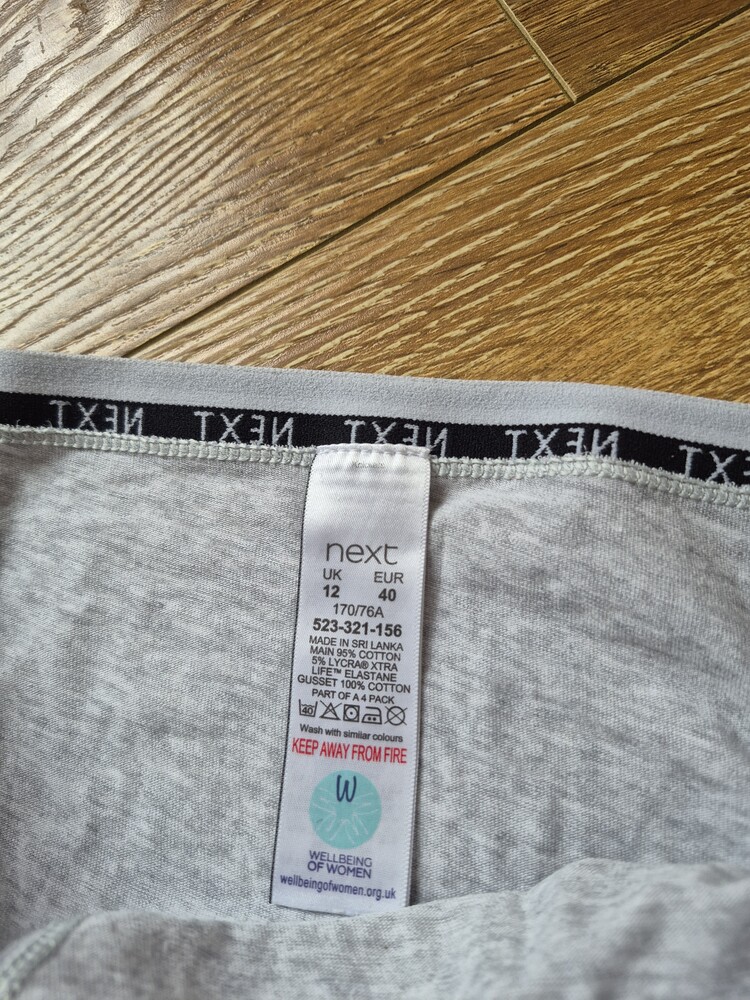 NEXT NEXT NEXT NEXT NEXT
next
UK EUR
12 40
170/76A
523-321-156
MADE IN SRI LANKA
MAIN 95% COTTON
5% LYCRA® XTRA
LIFE™ ELASTANE
GUSSET 100% COTTON
PART OF A 4 PACK
40
Wash with similar colours
KEEP AWAY FROM FIRE
W
WELLBEING
OF WOMEN
wellbeingofwomen.org.uk